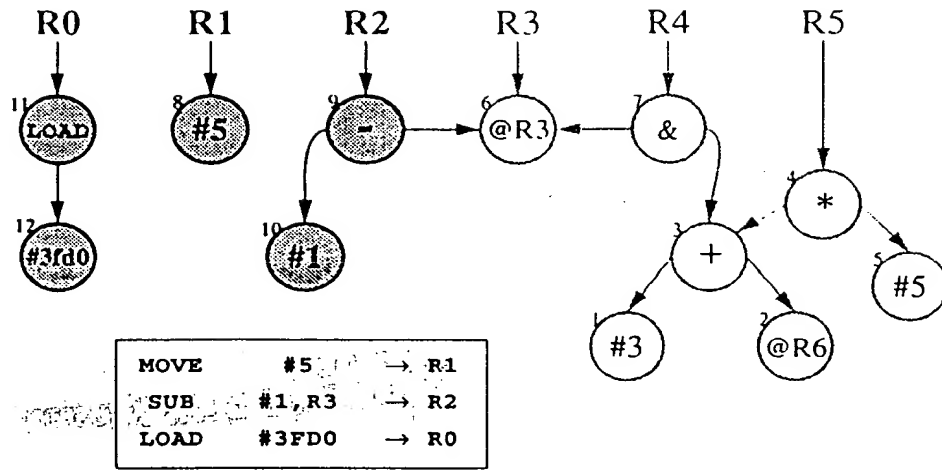 R0 R1 R2 R3 R4 R5
11 8 9 6 7
LOAD #5 - @R3 &
4
*
12 10 3
#3fd0 #1 +
5
#5
1 2
#3 @R6
MOVE #5 → R1
SUB #1,R3 → R2
LOAD #3FD0 → R0